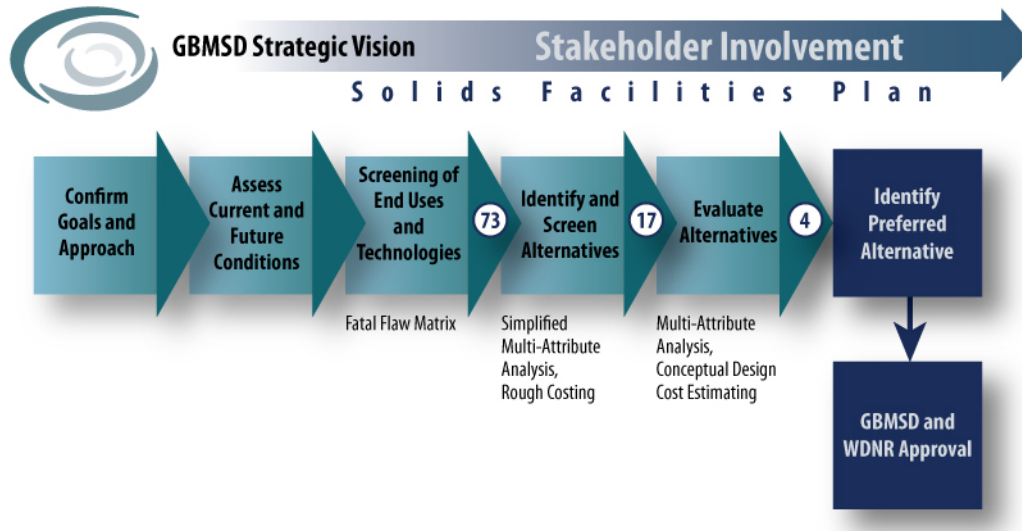 GBMSD Strategic Vision
Stakeholder Involvement
Solids Facilities Plan
Confirm
Goals and
Approach
Assess
Current and
Future
Conditions
Screening of
End Uses
and
Technologies
73
Identify and
Screen
Alternatives
17
Evaluate
Alternatives
4
Identify
Preferred
Alternative
Fatal Flaw Matrix
Simplified
Multi-Attribute
Analysis,
Rough Costing
Multi-Attribute
Analysis,
Conceptual Design
Cost Estimating
GBMSD and
WDNR Approval